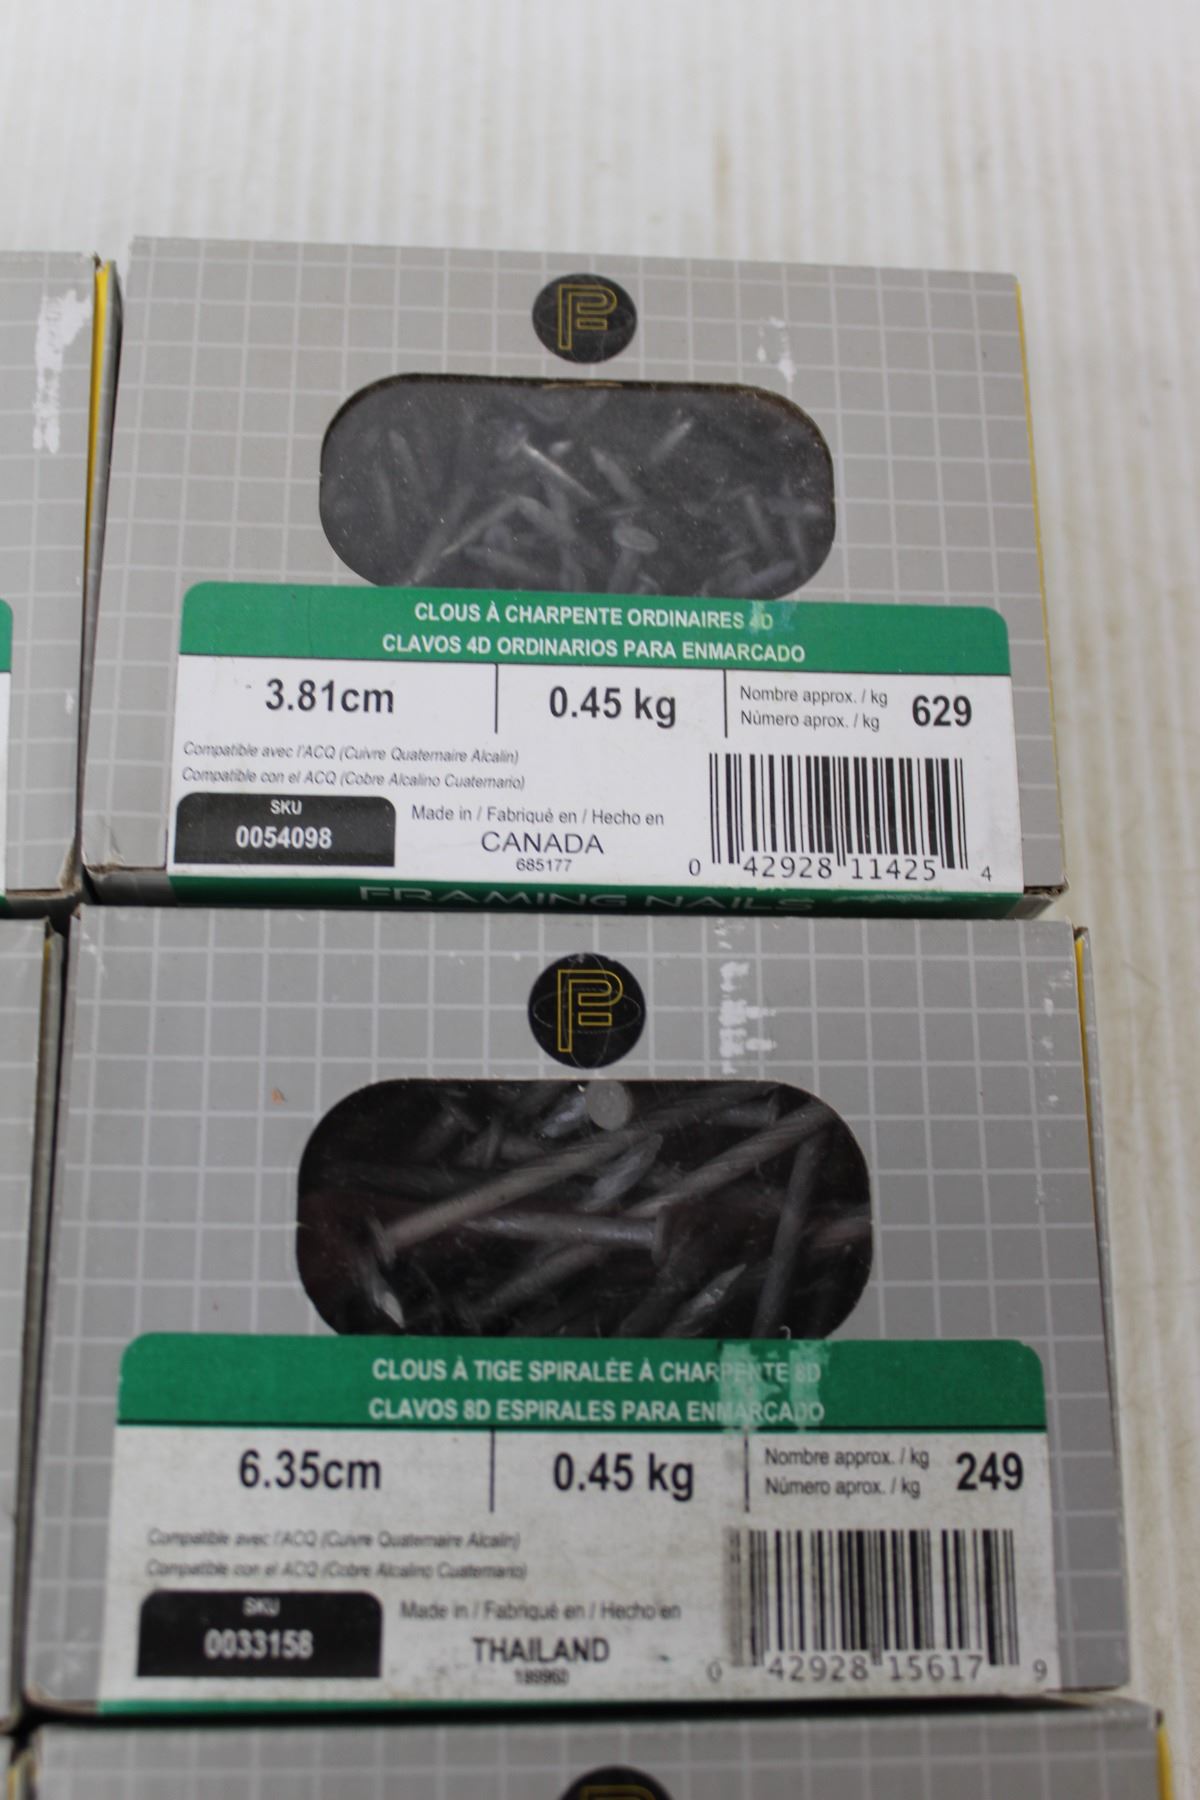 CLOUS À CHARPENTE ORDINAIRES 4D
CLAVOS 4D ORDINARIOS PARA ENMARCADO
3.81cm
0.45 kg
Nombre approx. / kg
Número aprox. / kg
629
Compatible avec l'ACQ (Cuivre Quaternaire Alcalin)
Compatible con el ACQ (Cobre Alcalino Cuaternario)
SKU
0054098
Made in / Fabriqué en / Hecho en
CANADA
685177
0 42928 11425 4
FRAMING NAILS
CLOUS À TIGE SPIRALÉE À CHARPENTE 8D
CLAVOS 8D ESPIRALES PARA ENMARCADO
6.35cm
0.45 kg
Nombre approx. / kg
Número aprox. / kg
249
Compatible avec l'ACQ (Cuivre Quaternaire Alcalin)
Compatible con el ACQ (Cobre Alcalino Cuaternario)
SKU
0033158
Made in / Fabriqué en / Hecho en
THAILAND
0 42928 15617 9